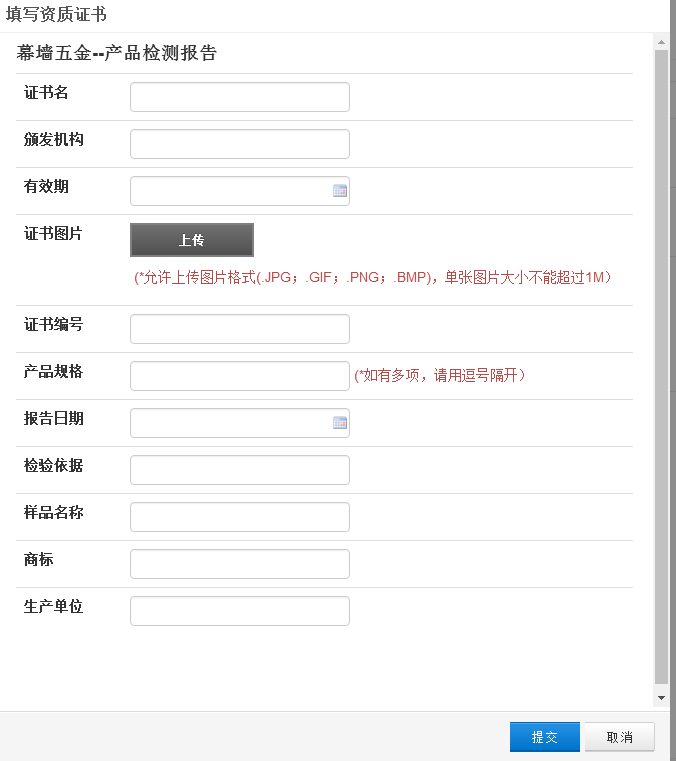 填写资质证书
幕墙五金--产品检测报告
证书名
颁发机构
有效期
证书图片
上传
(*允许上传图片格式(.JPG；.GIF；.PNG；.BMP)，单张图片大小不能超过1M）
证书编号
产品规格 (*如有多项，请用逗号隔开）
报告日期
检验依据
样品名称
商标
生产单位
提交 取消